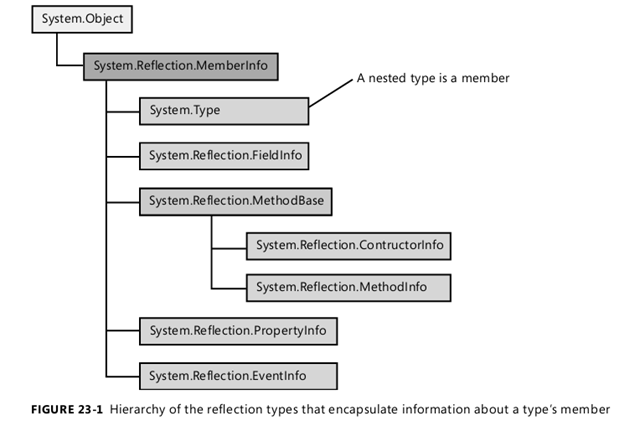 System.Object
System.Reflection.MemberInfo
A nested type is a member
System.Type
System.Reflection.FieldInfo
System.Reflection.MethodBase
System.Reflection.ContructorInfo
System.Reflection.MethodInfo
System.Reflection.PropertyInfo
System.Reflection.EventInfo
FIGURE 23-1 Hierarchy of the reflection types that encapsulate information about a type's member